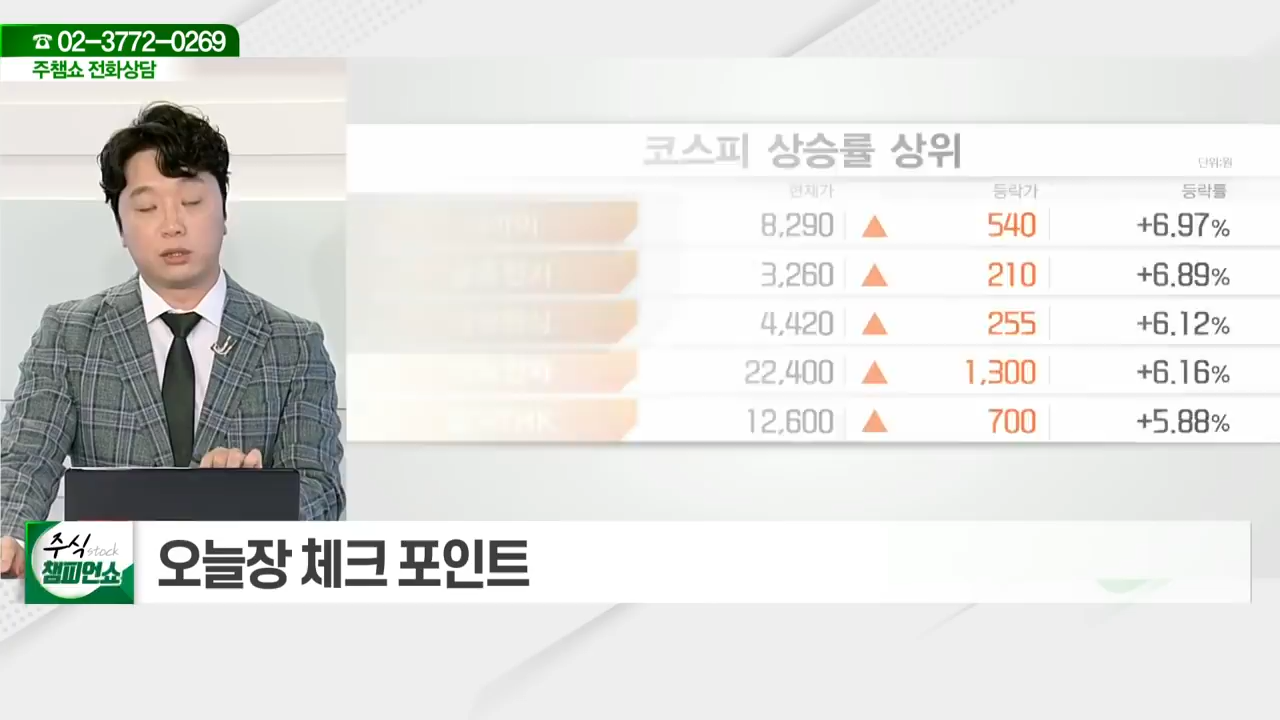 ☎ 02-3772-0269
주챔쇼 전화상담
코스피 상승률 상위
단위:원
현재가 등락가 등락률
8,290 ▲ 540 +6.97%
3,260 ▲ 210 +6.89%
4,420 ▲ 255 +6.12%
22,400 ▲ 1,300 +6.16%
12,600 ▲ 700 +5.88%
주식 stock
챔피언쇼
오늘장 체크 포인트